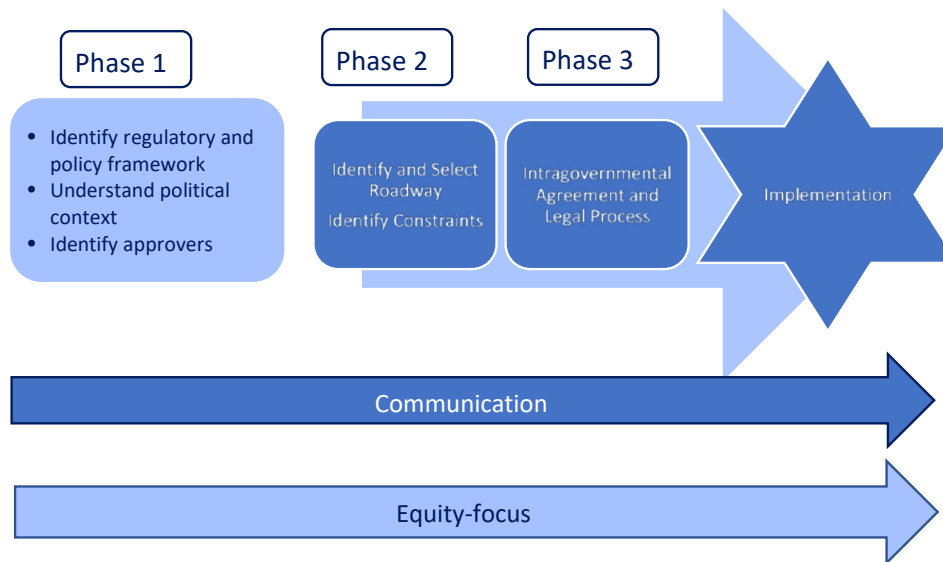 Phase 1
Phase 2
Phase 3
• Identify regulatory and
policy framework
• Understand political
context
• Identify approvers
Identify and Select
Roadway
Identify Constraints
Intragovernmental
Agreement and
Legal Process
Implementation
Communication
Equity-focus